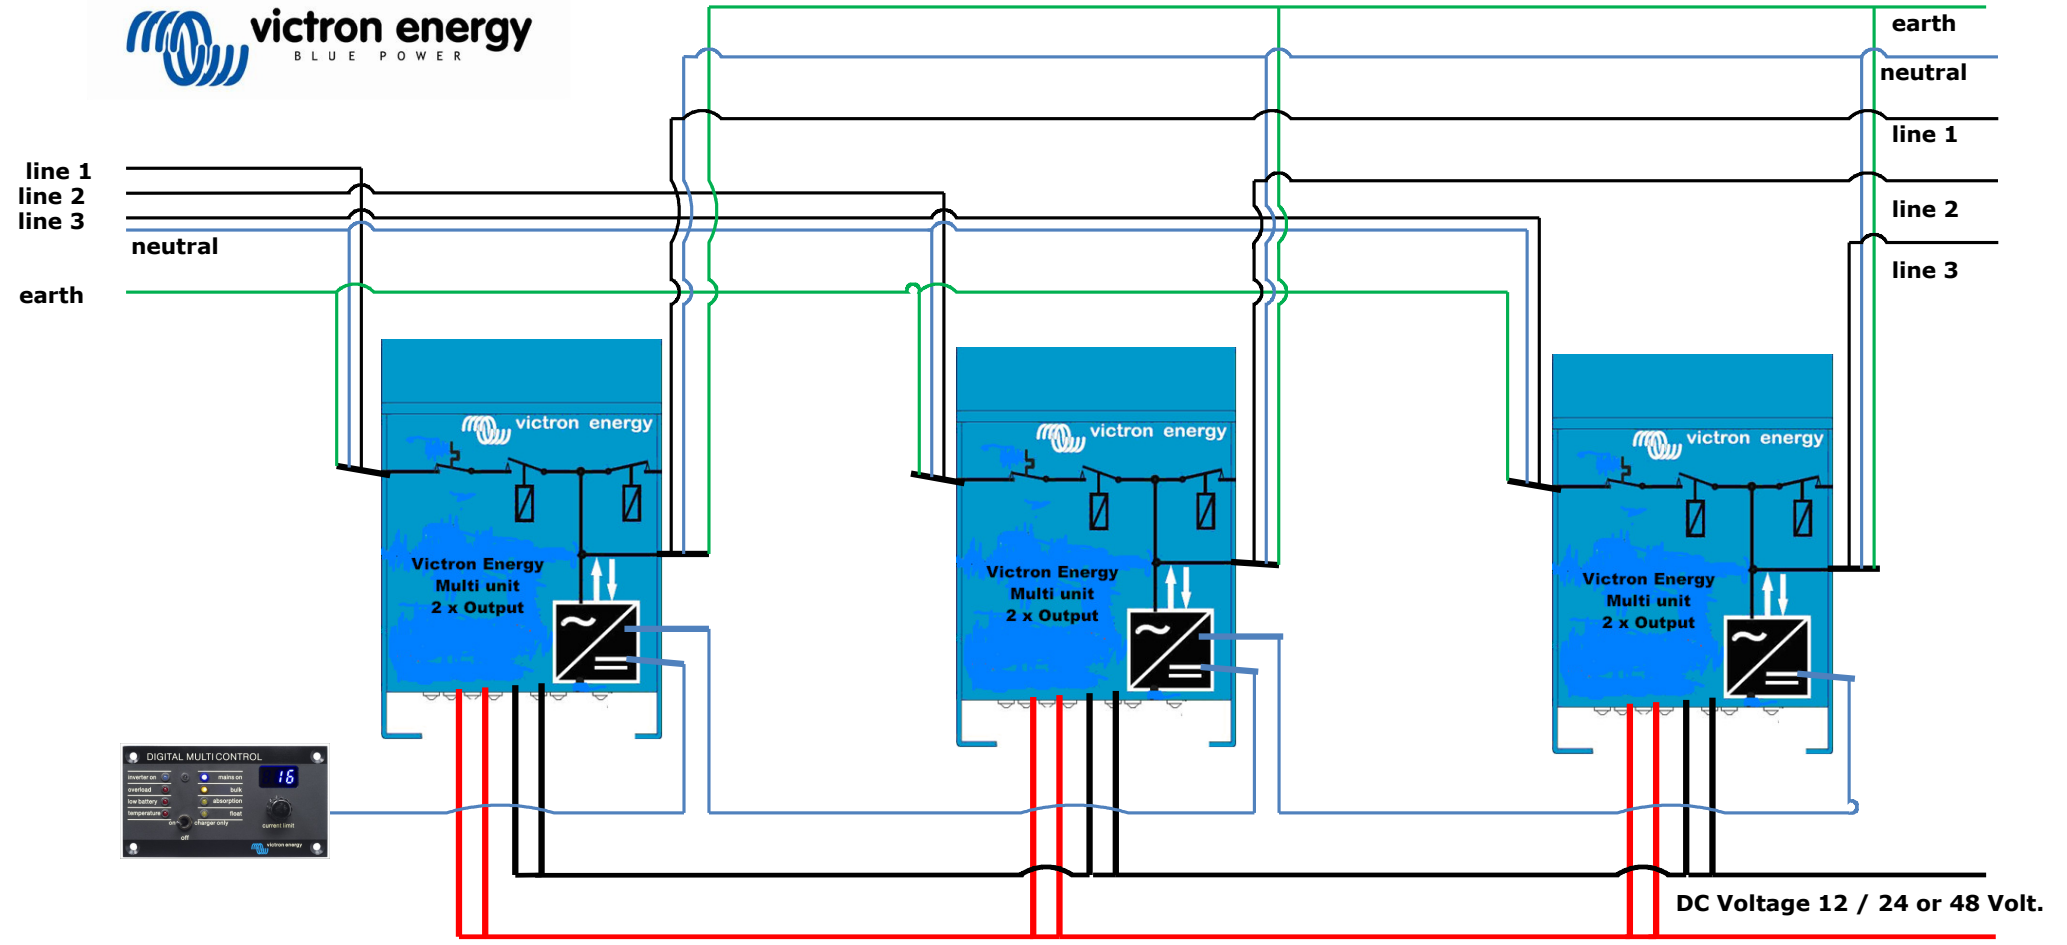 victron energy
BLUE POWER
earth
neutral
line 1
line 2
line 3
line 1
line 2
line 3
neutral
earth
victron energy
Victron Energy
Multi unit
2 x Output
victron energy
Victron Energy
Multi unit
2 x Output
victron energy
Victron Energy
Multi unit
2 x Output
DIGITAL MULTI CONTROL
16
inverter on
mains on
overload
bulk
low battery
absorption
temperature
float
on
charger only
off
current limit
victron energy
DC Voltage 12 / 24 or 48 Volt.